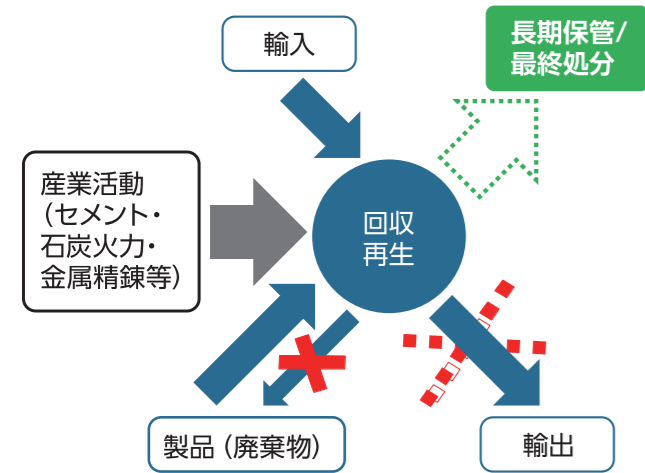 輸入
長期保管/
最終処分
産業活動
(セメント・
石炭火力・
金属精錬等)
回収
再生
製品(廃棄物)
輸出